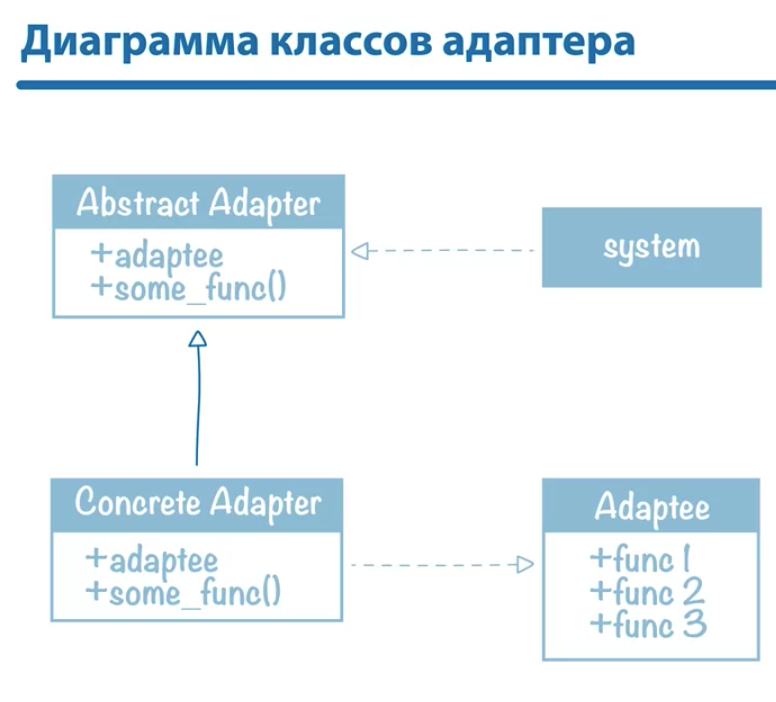 Диаграмма классов адаптера
Abstract Adapter
+adaptee
+some_func()
system
Concrete Adapter
+adaptee
+some_func()
Adaptee
+func 1
+func 2
+func 3